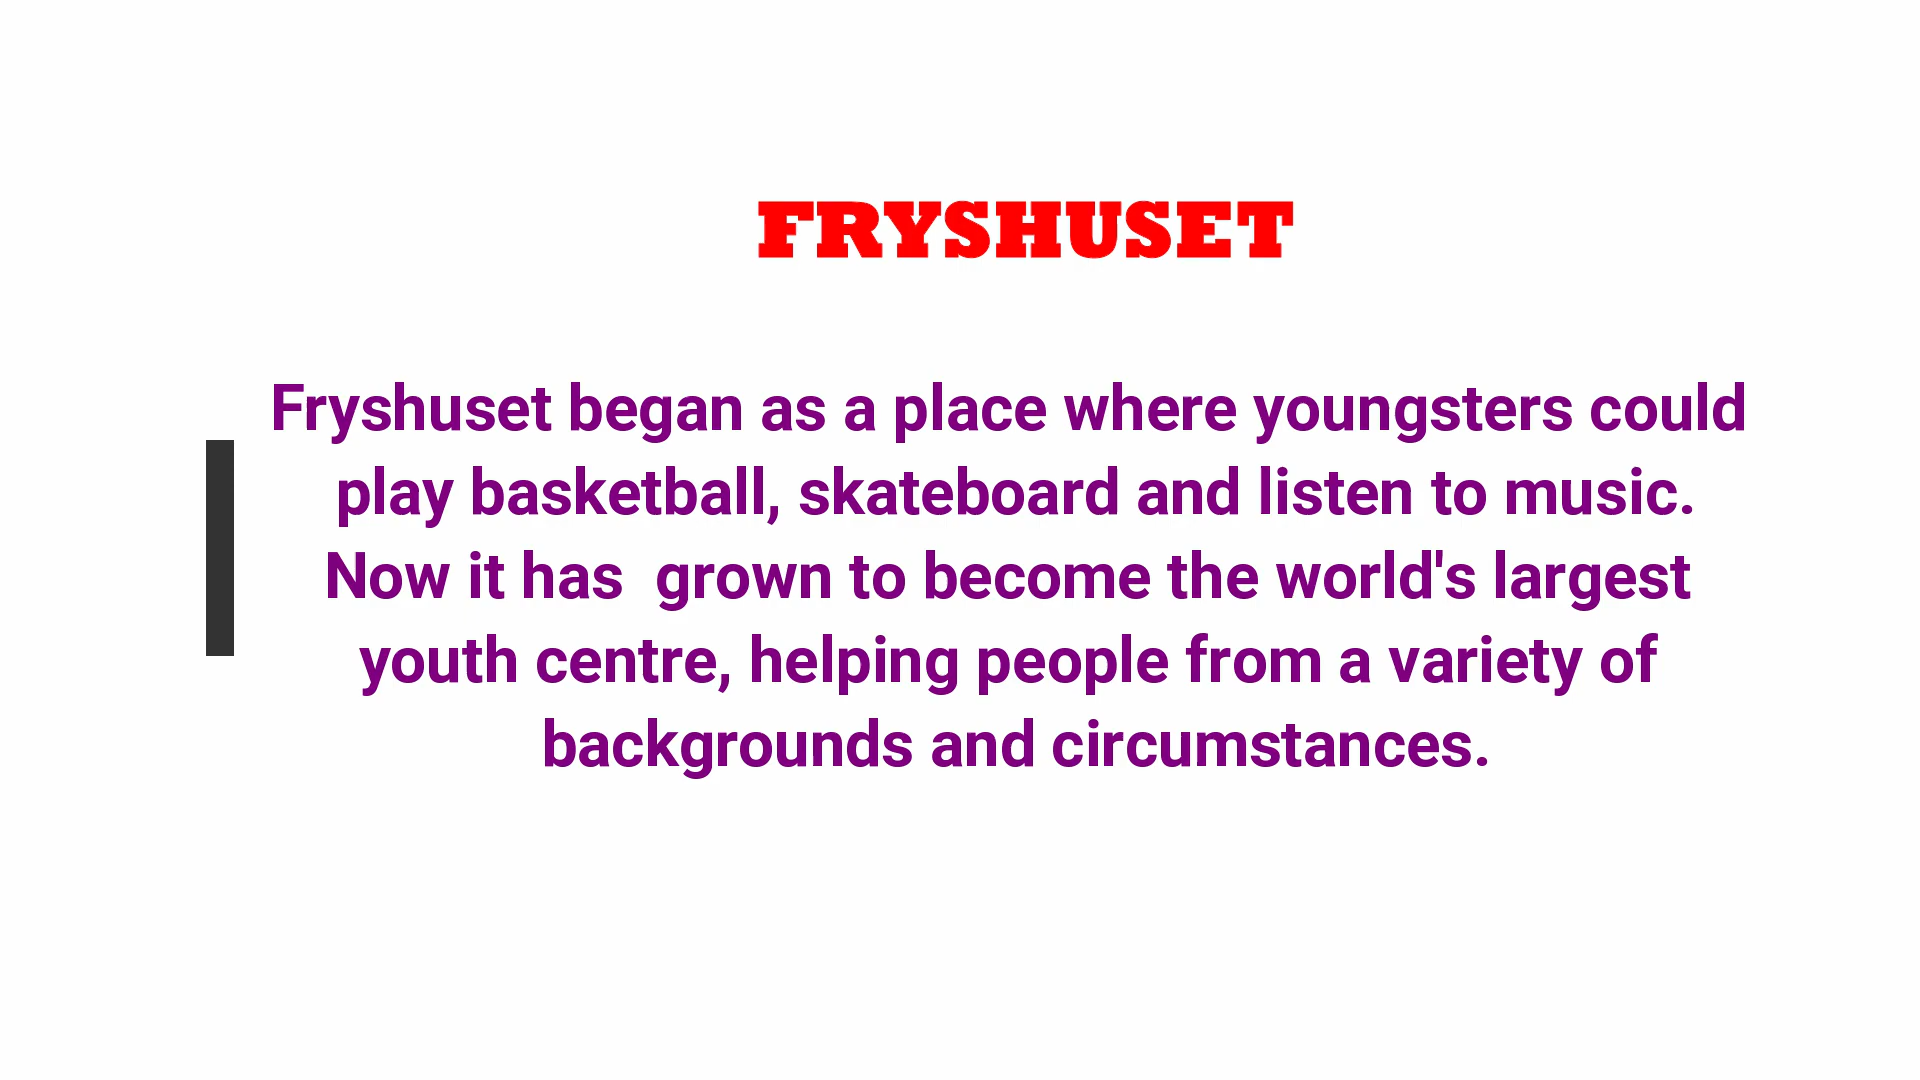 FRYSHUSET
Fryshuset began as a place where youngsters could
play basketball, skateboard and listen to music.
Now it has  grown to become the world's largest
youth centre, helping people from a variety of
backgrounds and circumstances.